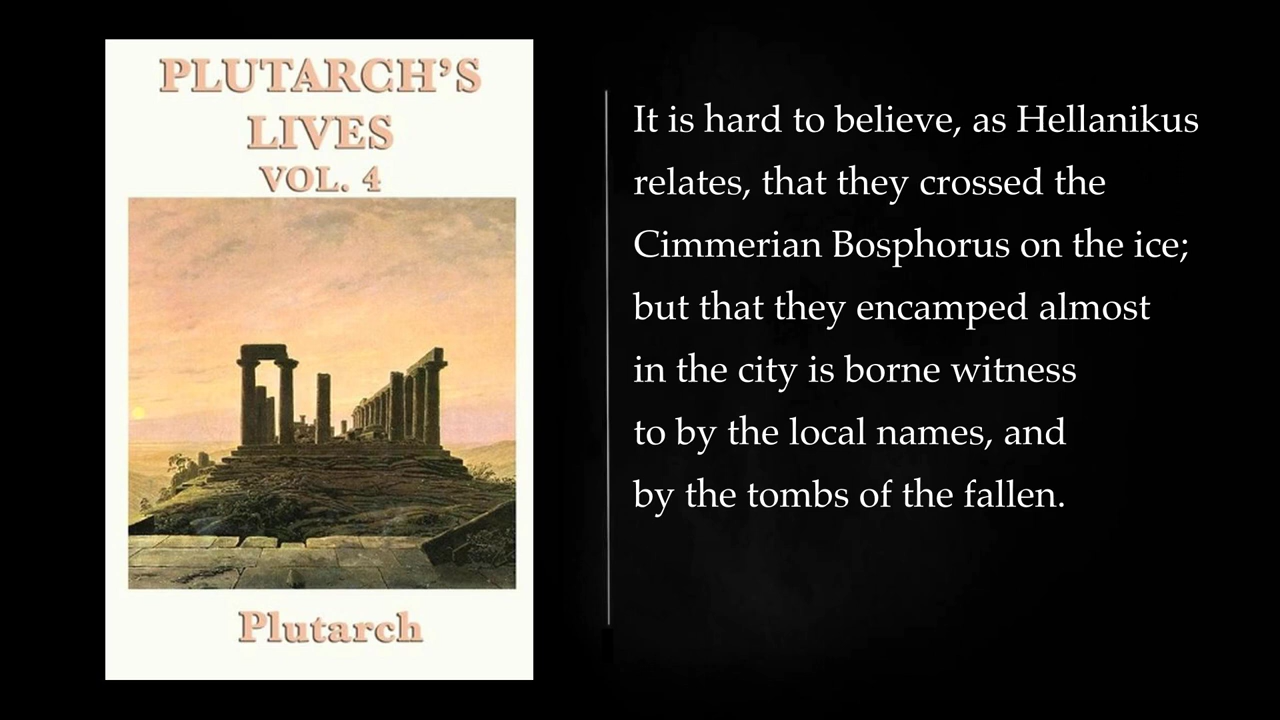 PLUTARCH'S
LIVES
VOL. 4
Plutarch
It is hard to believe, as Hellanikus
relates, that they crossed the
Cimmerian Bosphorus on the ice;
but that they encamped almost
in the city is borne witness
to by the local names, and
by the tombs of the fallen.